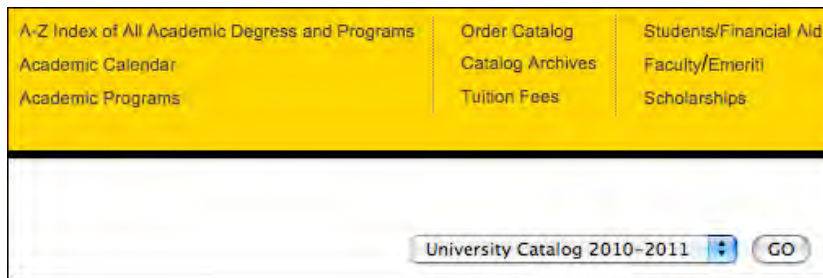 A-Z Index of All Academic Degress and Programs
Academic Calendar
Academic Programs
Order Catalog
Catalog Archives
Tuition Fees
Students/Financial Aid
Faculty/Emeriti
Scholarships
University Catalog 2010-2011
GO